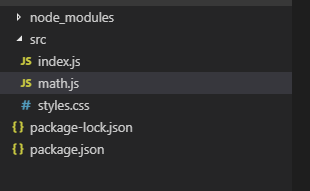 node_modules
src
JS index.js
JS math.js
# styles.css
{} package-lock.json
{} package.json